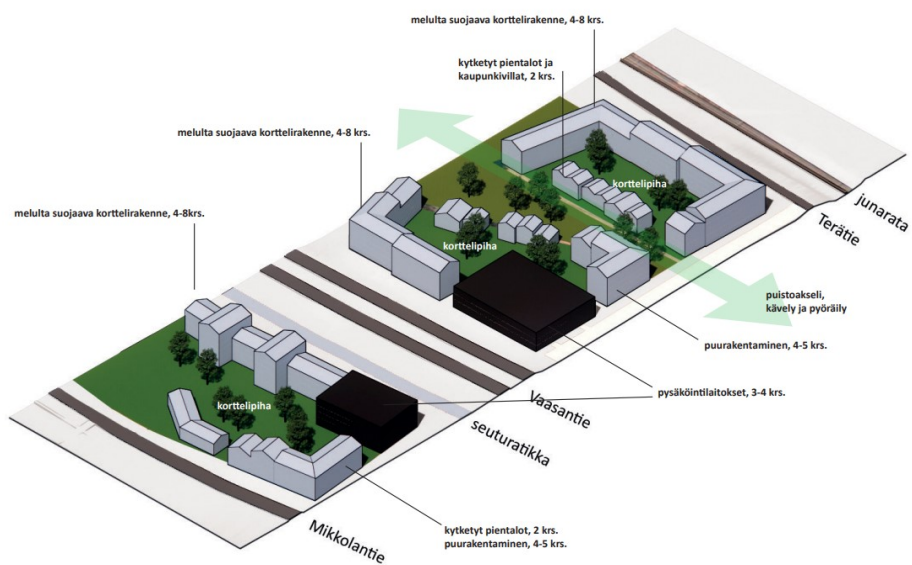 melulta suojaava korttelirakenne, 4-8 krs.
kytketyt pientalot ja
kaupunkivillat, 2 krs.
melulta suojaava korttelirakenne, 4-8 krs.
melulta suojaava korttelirakenne, 4-8krs.
korttelipiha
korttelipiha
korttelipiha
junarata
Terätie
puistoakseli,
kävely ja pyöräily
puurakentaminen, 4-5 krs.
pysäköintilaitokset, 3-4 krs.
Vaasantie
seuturatikka
Mikkolantie
kytketyt pientalot, 2 krs.
puurakentaminen, 4-5 krs.